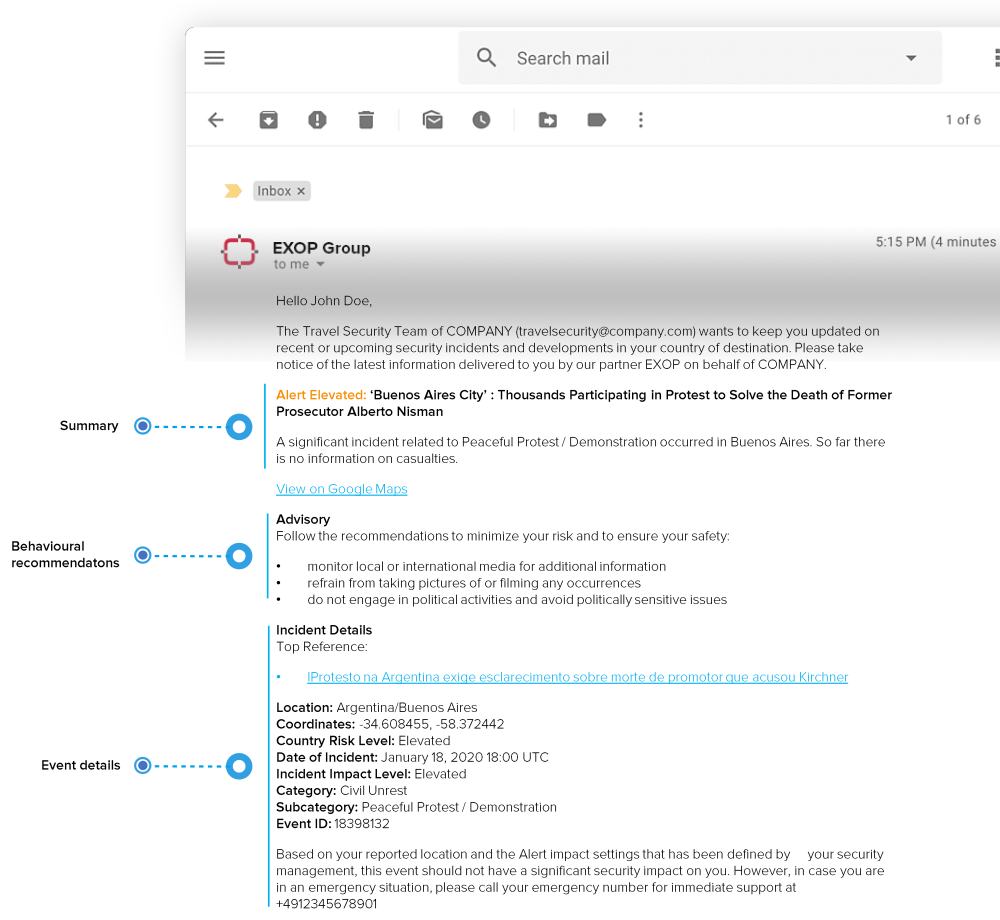 Search mail
1 of 6
Inbox ×
EXOP Group
5:15 PM (4 minutes
to me
Hello John Doe,
The Travel Security Team of COMPANY (travelsecurity@company.com) wants to keep you updated on
recent or upcoming security incidents and developments in your country of destination. Please take
notice of the latest information delivered to you by our partner EXOP on behalf of COMPANY.
Summary
Alert Elevated: ‘Buenos Aires City’ : Thousands Participating in Protest to Solve the Death of Former
Prosecutor Alberto Nisman
A significant incident related to Peaceful Protest / Demonstration occurred in Buenos Aires. So far there
is no information on casualties.
View on Google Maps
Behavioural
recommendatons
Advisory
Follow the recommendations to minimize your risk and to ensure your safety:
• monitor local or international media for additional information
• refrain from taking pictures of or filming any occurrences
• do not engage in political activities and avoid politically sensitive issues
Event details
Incident Details
Top Reference:
• IProtesto na Argentina exige esclarecimento sobre morte de promotor que acusou Kirchner
Location: Argentina/Buenos Aires
Coordinates: -34.608455, -58.372442
Country Risk Level: Elevated
Date of Incident: January 18, 2020 18:00 UTC
Incident Impact Level: Elevated
Category: Civil Unrest
Subcategory: Peaceful Protest / Demonstration
Event ID: 18398132
Based on your reported location and the Alert impact settings that has been defined by your security
management, this event should not have a significant security impact on you. However, in case you are
in an emergency situation, please call your emergency number for immediate support at
+4912345678901